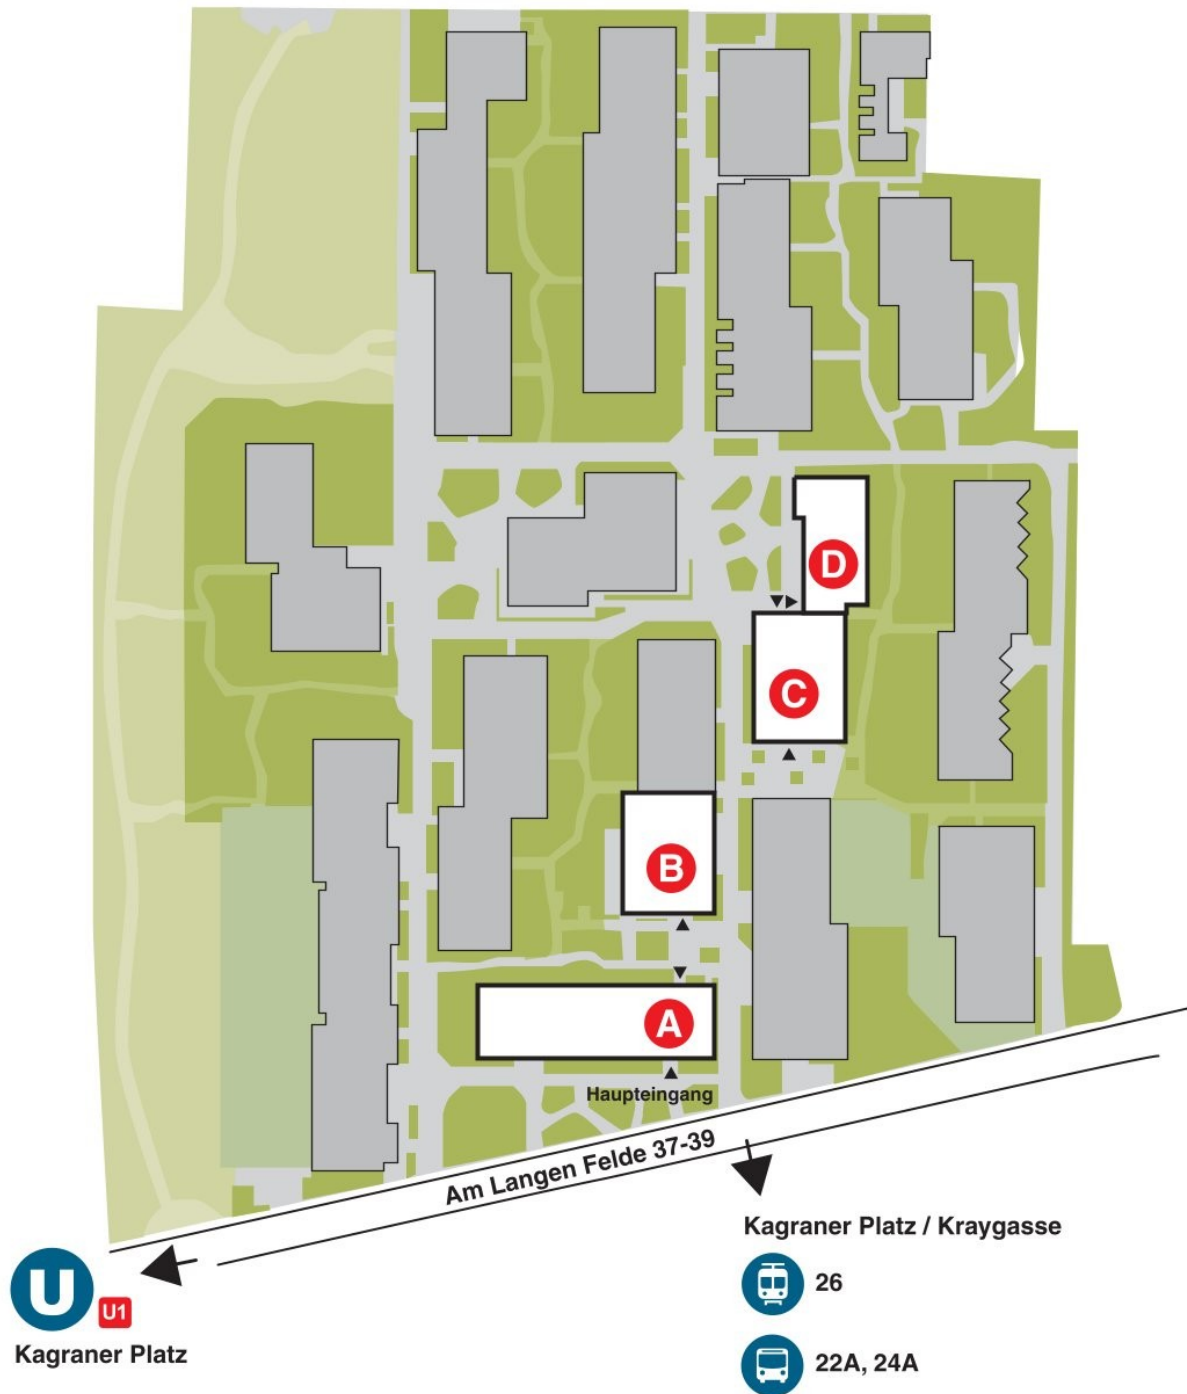 D
C
B
A
Haupteingang
Am Langen Felde 37-39
U
U1
Kagraner Platz
Kagraner Platz / Kraygasse
26
22A, 24A